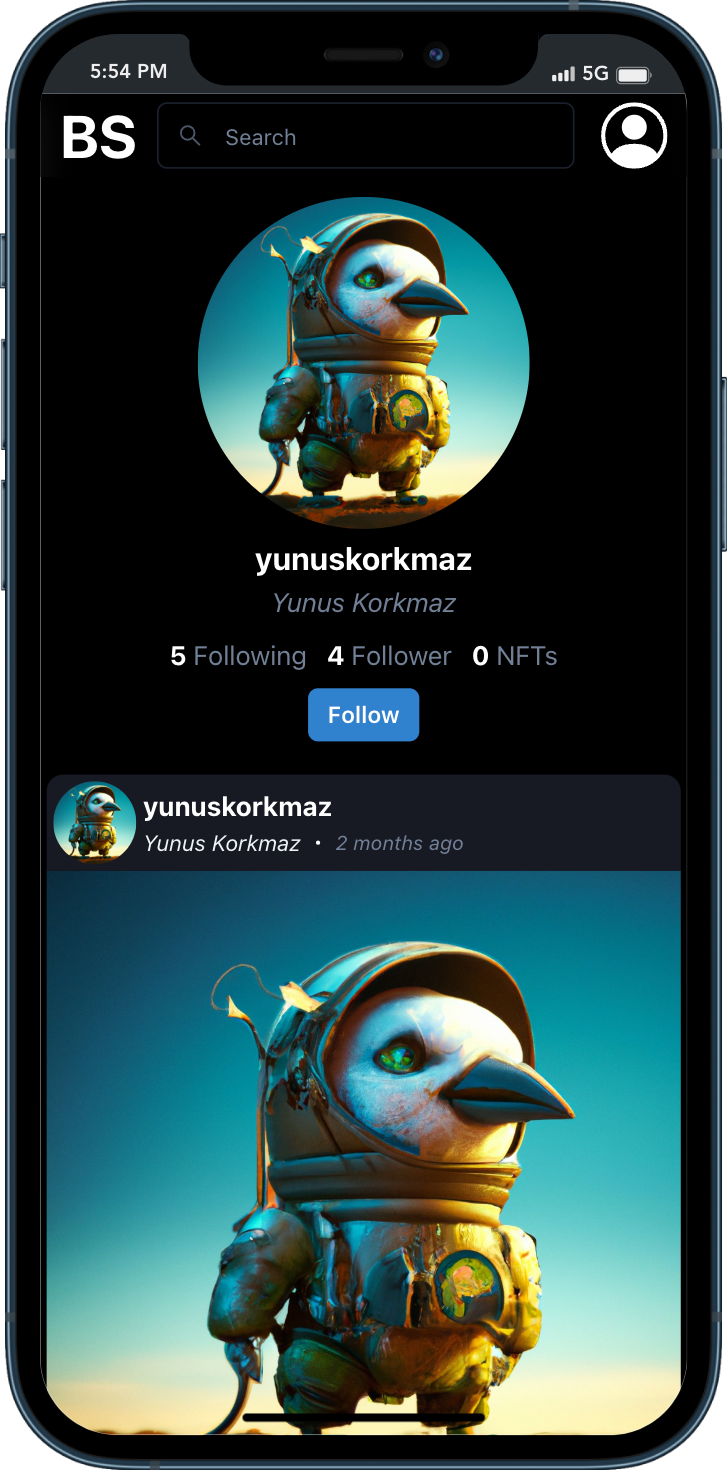 5:54 PM 5G
BS Search
yunuskorkmaz
Yunus Korkmaz
5 Following 4 Follower 0 NFTs
Follow
yunuskorkmaz
Yunus Korkmaz • 2 months ago